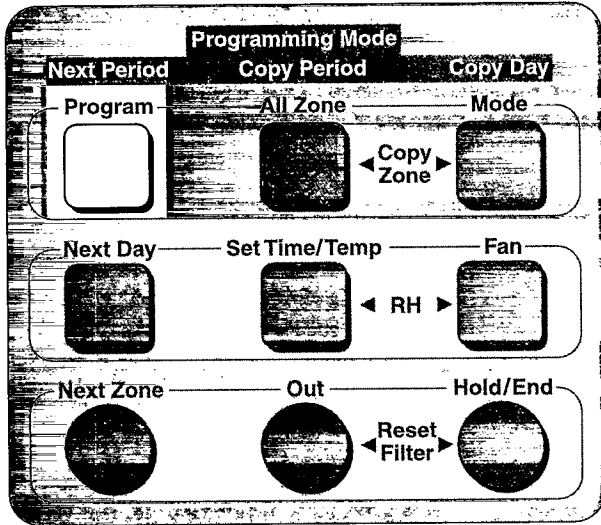 Programming Mode
Next Period Copy Period Copy Day
Program All Zone Mode
Copy
Zone
Next Day Set Time/Temp Fan
RH
Next Zone Out Hold/End
Reset
Filter